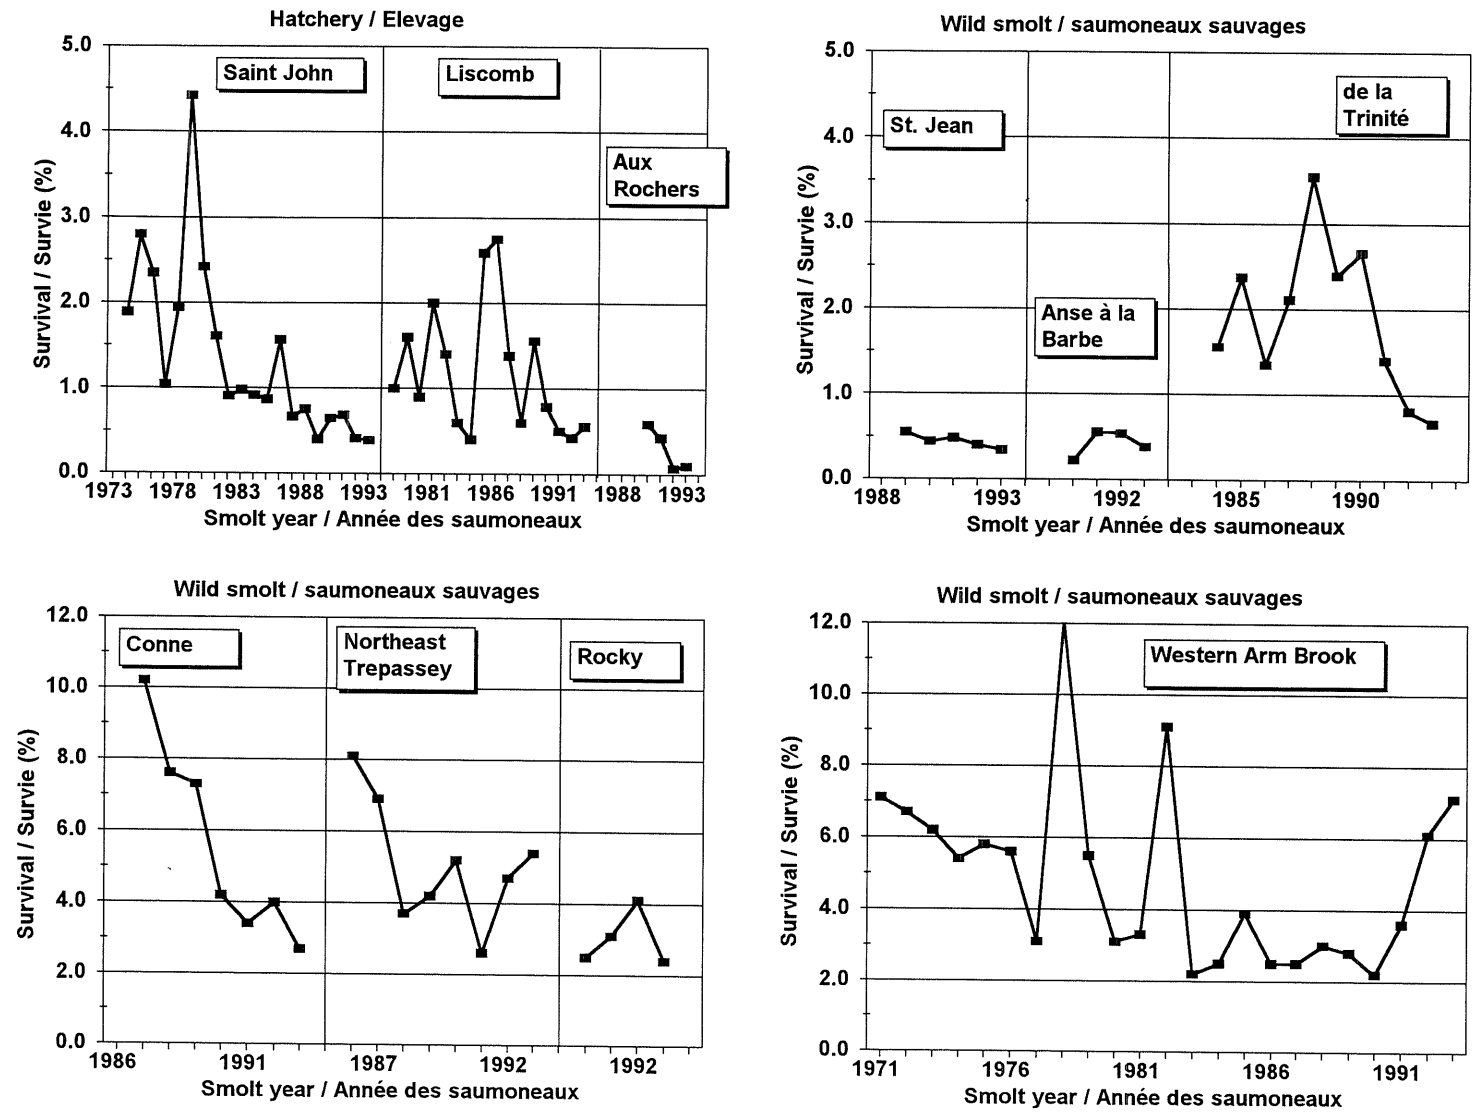 Hatchery / Elevage
5.0
4.0
3.0
2.0
1.0
0.0
Survival / Survie (%)
Saint John
Liscomb
Aux
Rochers
1973 1978 1983 1988 1993 1981 1986 1991 1988 1993
Smolt year / Année des saumoneaux
Wild smolt / saumoneaux sauvages
5.0
4.0
3.0
2.0
1.0
0.0
Survival / Survie (%)
St. Jean
Anse à la
Barbe
de la
Trinité
1988 1993 1992 1985 1990
Smolt year / Année des saumoneaux
Wild smolt / saumoneaux sauvages
12.0
10.0
8.0
6.0
4.0
2.0
0.0
Survival / Survie (%)
Conne
Northeast
Trepassey
Rocky
1986 1991 1987 1992 1992
Smolt year / Année des saumoneaux
Wild smolt / saumoneaux sauvages
12.0
10.0
8.0
6.0
4.0
2.0
0.0
Survival / Survie (%)
Western Arm Brook
1971 1976 1981 1986 1991
Smolt year / Année des saumoneaux